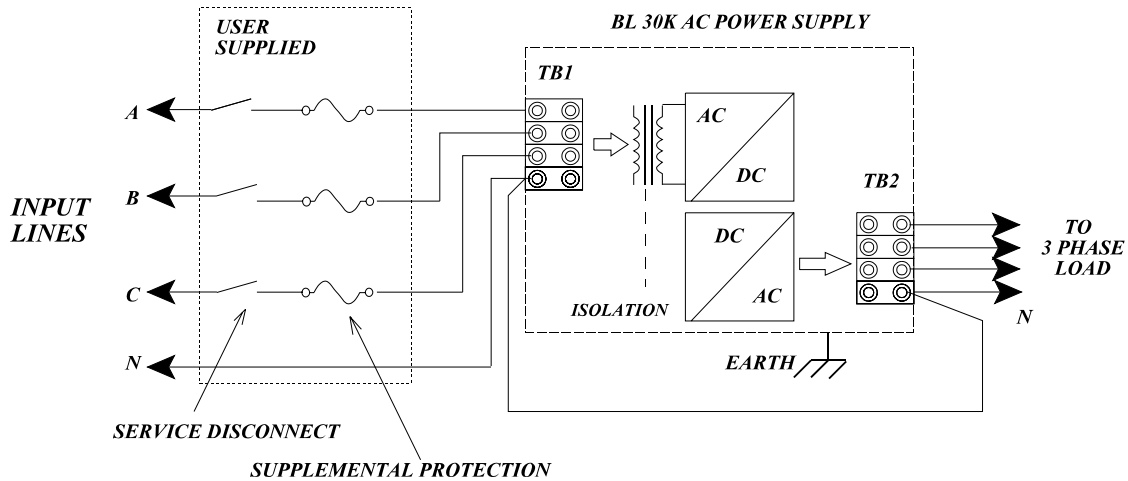 BL 30K AC POWER SUPPLY
USER
SUPPLIED
TB1
A
AC
DC
TB2
B
INPUT
LINES
DC
AC
TO
3 PHASE
LOAD
C
ISOLATION
N
N
EARTH
SERVICE DISCONNECT
SUPPLEMENTAL PROTECTION